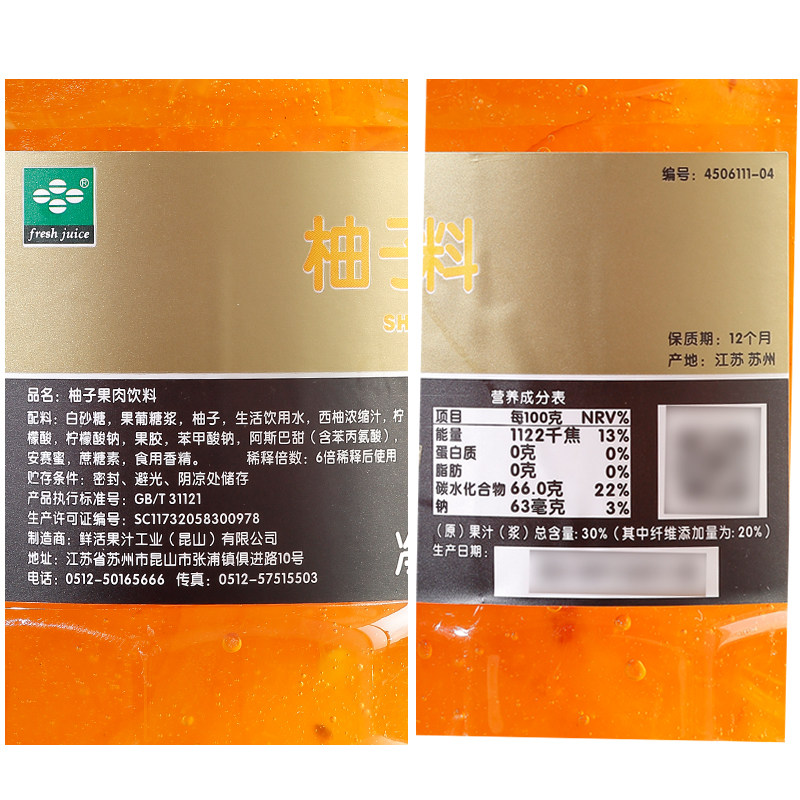 fresh juice
柚子
SH
品名：柚子果肉饮料
配料：白砂糖，果葡糖浆，柚子，生活饮用水，西柚浓缩汁，柠
檬酸，柠檬酸钠，果胶，苯甲酸钠，阿斯巴甜（含苯丙氨酸），
安赛蜜，蔗糖素，食用香精。 稀释倍数：6倍稀释后使用
贮存条件：密封、避光、阴凉处储存
产品执行标准号：GB/T 31121
生产许可证编号：SC11732058300978
制造商：鲜活果汁工业（昆山）有限公司
地址：江苏省苏州市昆山市张浦镇俱进路10号
电话：0512-50165666 传真：0512-57515503
编号：4506111-04
料
保质期：12个月
产地：江苏 苏州
营养成分表
项目 每100克 NRV%
能量 1122千焦 13%
蛋白质 0克 0%
脂肪 0克 0%
碳水化合物 66.0克 22%
钠 63毫克 3%
（原）果汁（浆）总含量：30%（其中纤维添加量为：20%）
生产日期：